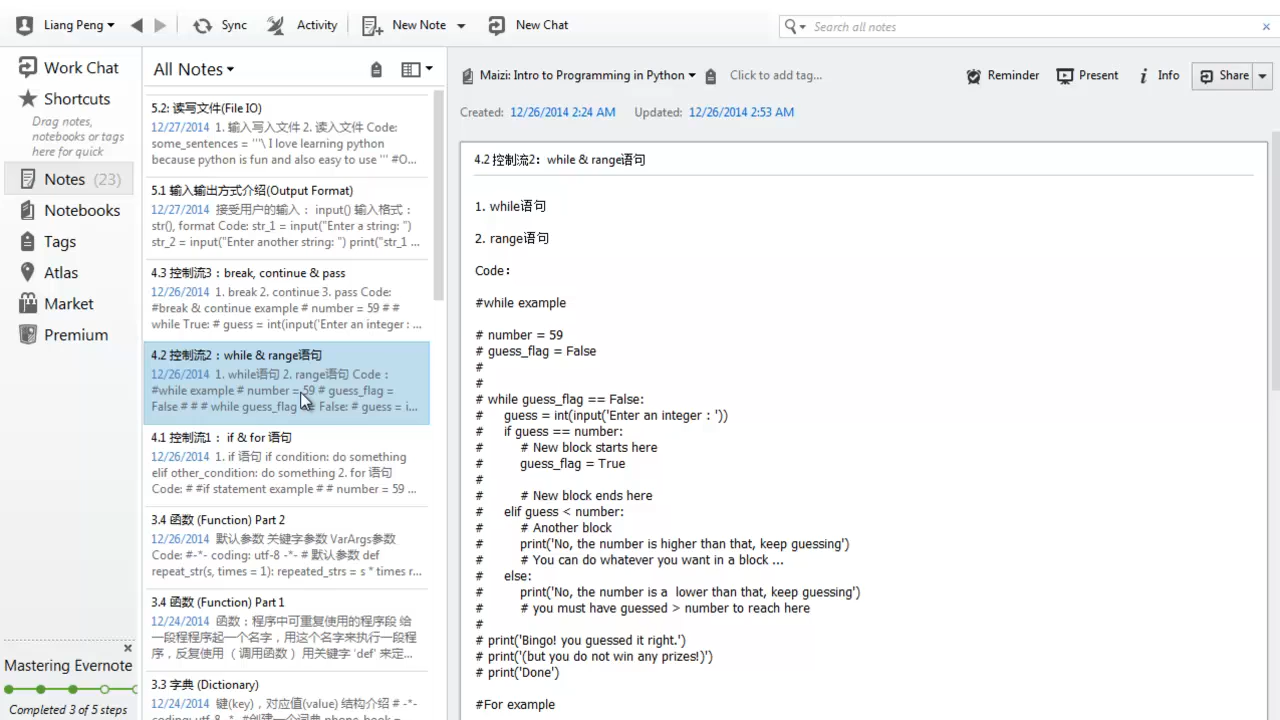 Liang Peng
Sync
Activity
New Note
New Chat
Search all notes
Work Chat
Shortcuts
Drag notes,
notebooks or tags
here for quick
Notes (23)
Notebooks
Tags
Atlas
Market
Premium
Mastering Evernote
Completed 3 of 5 steps
All Notes
5.2: 读写文件(File IO)
12/27/2014 1. 输入写入文件 2. 读入文件 Code:
some_sentences = '''\ I love learning python
because python is fun and also easy to use ''' #O...
5.1 输入输出方式介绍(Output Format)
12/27/2014 接受用户的输入： input() 输入格式：
str(), format Code: str_1 = input("Enter a string: ")
str_2 = input("Enter another string: ") print("str_1 ...
4.3 控制流3：break, continue & pass
12/26/2014 1. break 2. continue 3. pass Code:
#break & continue example # number = 59 # #
while True: # guess = int(input('Enter an integer : ...
4.2 控制流2：while & range语句
12/26/2014 1. while语句 2. range语句 Code：
#while example # number = 59 # guess_flag =
False # # # while guess_flag == False: # guess = i...
4.1 控制流1： if & for 语句
12/26/2014 1. if 语句 if condition: do something
elif other_condition: do something 2. for 语句
Code: # #if statement example # # number = 59 ...
3.4 函数 (Function) Part 2
12/26/2014 默认参数 关键字参数 VarArgs参数
Code: #-*- coding: utf-8 -*- # 默认参数 def
repeat_str(s, times = 1): repeated_strs = s * times r...
3.4 函数 (Function) Part 1
12/24/2014 函数：程序中可重复使用的程序段 给
一段程程序起一个名字，用这个名字来执行一段程
序，反复使用 （调用函数） 用关键字 'def' 来定...
3.3 字典 (Dictionary)
12/24/2014 键(key)，对应值(value) 结构介绍 # -*-
coding: utf-8 -*- #创建一个词典 phone_book =
Maizi: Intro to Programming in Python
Click to add tag...
Reminder
Present
Info
Share
Created: 12/26/2014 2:24 AM Updated: 12/26/2014 2:53 AM
4.2 控制流2：while & range语句
1. while语句
2. range语句
Code：
#while example
# number = 59
# guess_flag = False
#
#
# while guess_flag == False:
# guess = int(input('Enter an integer : '))
# if guess == number:
# # New block starts here
# guess_flag = True
#
# # New block ends here
# elif guess < number:
# # Another block
# print('No, the number is higher than that, keep guessing')
# # You can do whatever you want in a block ...
# else:
# print('No, the number is a  lower than that, keep guessing')
# # you must have guessed > number to reach here
#
# print('Bingo! you guessed it right.')
# print('(but you do not win any prizes!)')
# print('Done')
#For example